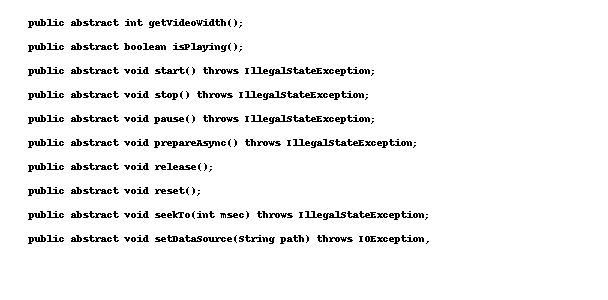 public abstract int getVideoWidth();
public abstract boolean isPlaying();
public abstract void start() throws IllegalStateException;
public abstract void stop() throws IllegalStateException;
public abstract void pause() throws IllegalStateException;
public abstract void prepareAsync() throws IllegalStateException;
public abstract void release();
public abstract void reset();
public abstract void seekTo(int msec) throws IllegalStateException;
public abstract void setDataSource(String path) throws IOException,